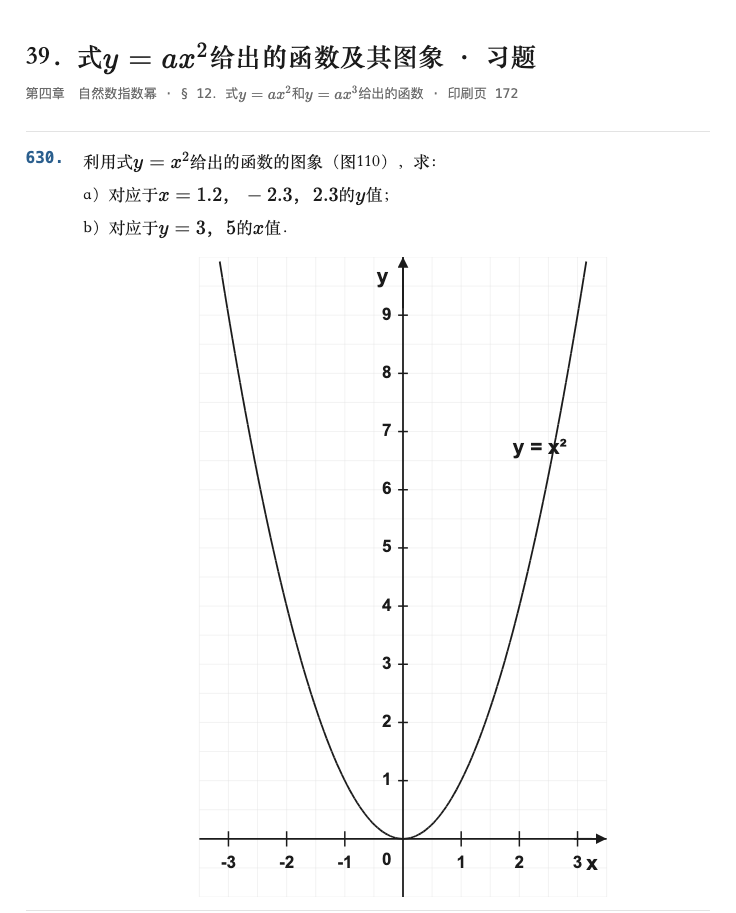 39. 式y = ax²给出的函数及其图象 · 习题
第四章 自然数指数幂 · § 12. 式y = ax²和y = ax³给出的函数 · 印刷页 172
630. 利用式y = x²给出的函数的图象（图110），求：
a）对应于x = 1.2, －2.3, 2.3的y值；
b）对应于y = 3, 5的x值．
y
9
8
7
y = x²
6
5
4
3
2
1
-3 -2 -1 0 1 2 3 x